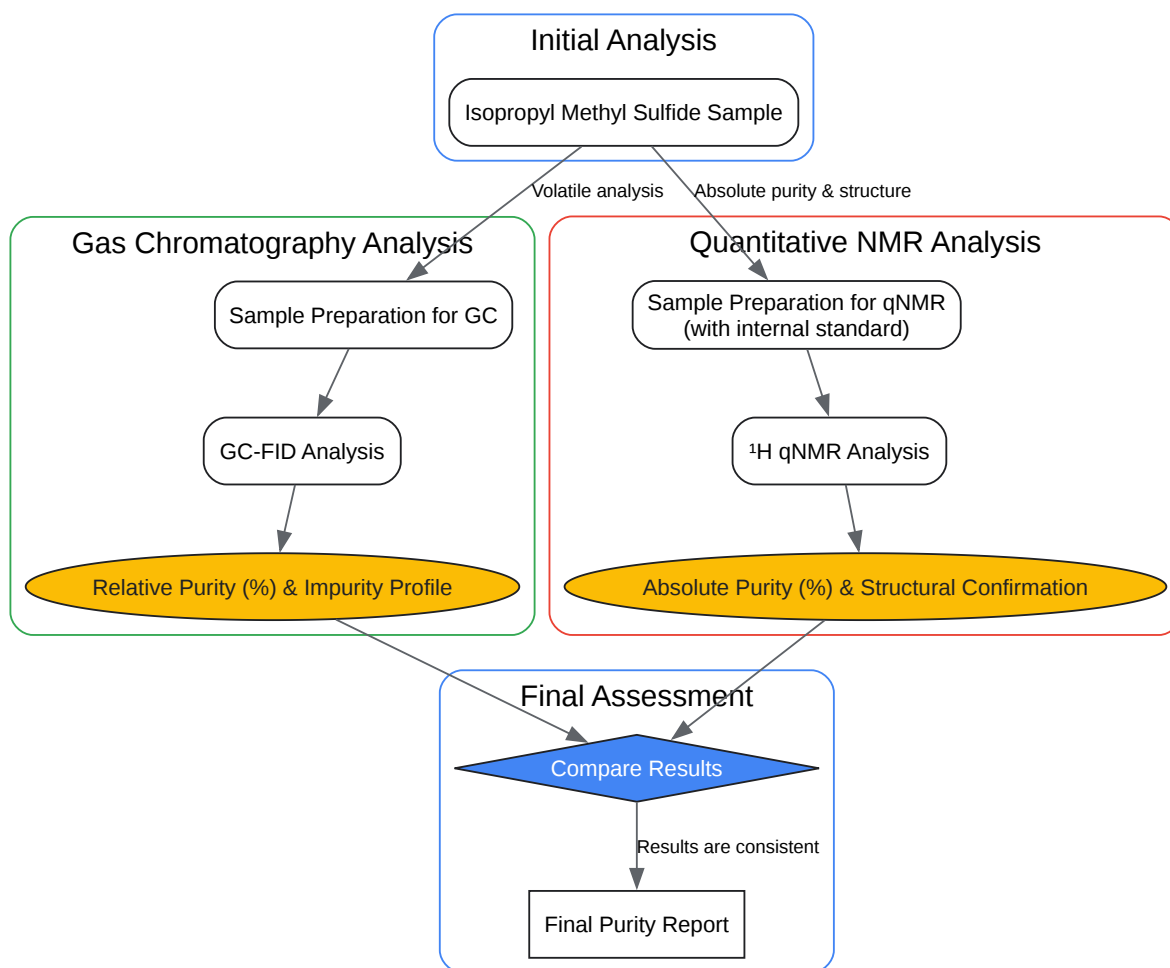 Initial Analysis
Isopropyl Methyl Sulfide Sample
Volatile analysis
Absolute purity & structure
Gas Chromatography Analysis
Quantitative NMR Analysis
Sample Preparation for GC
Sample Preparation for qNMR
(with internal standard)
GC-FID Analysis
¹H qNMR Analysis
Relative Purity (%) & Impurity Profile
Absolute Purity (%) & Structural Confirmation
Final Assessment
Compare Results
Results are consistent
Final Purity Report